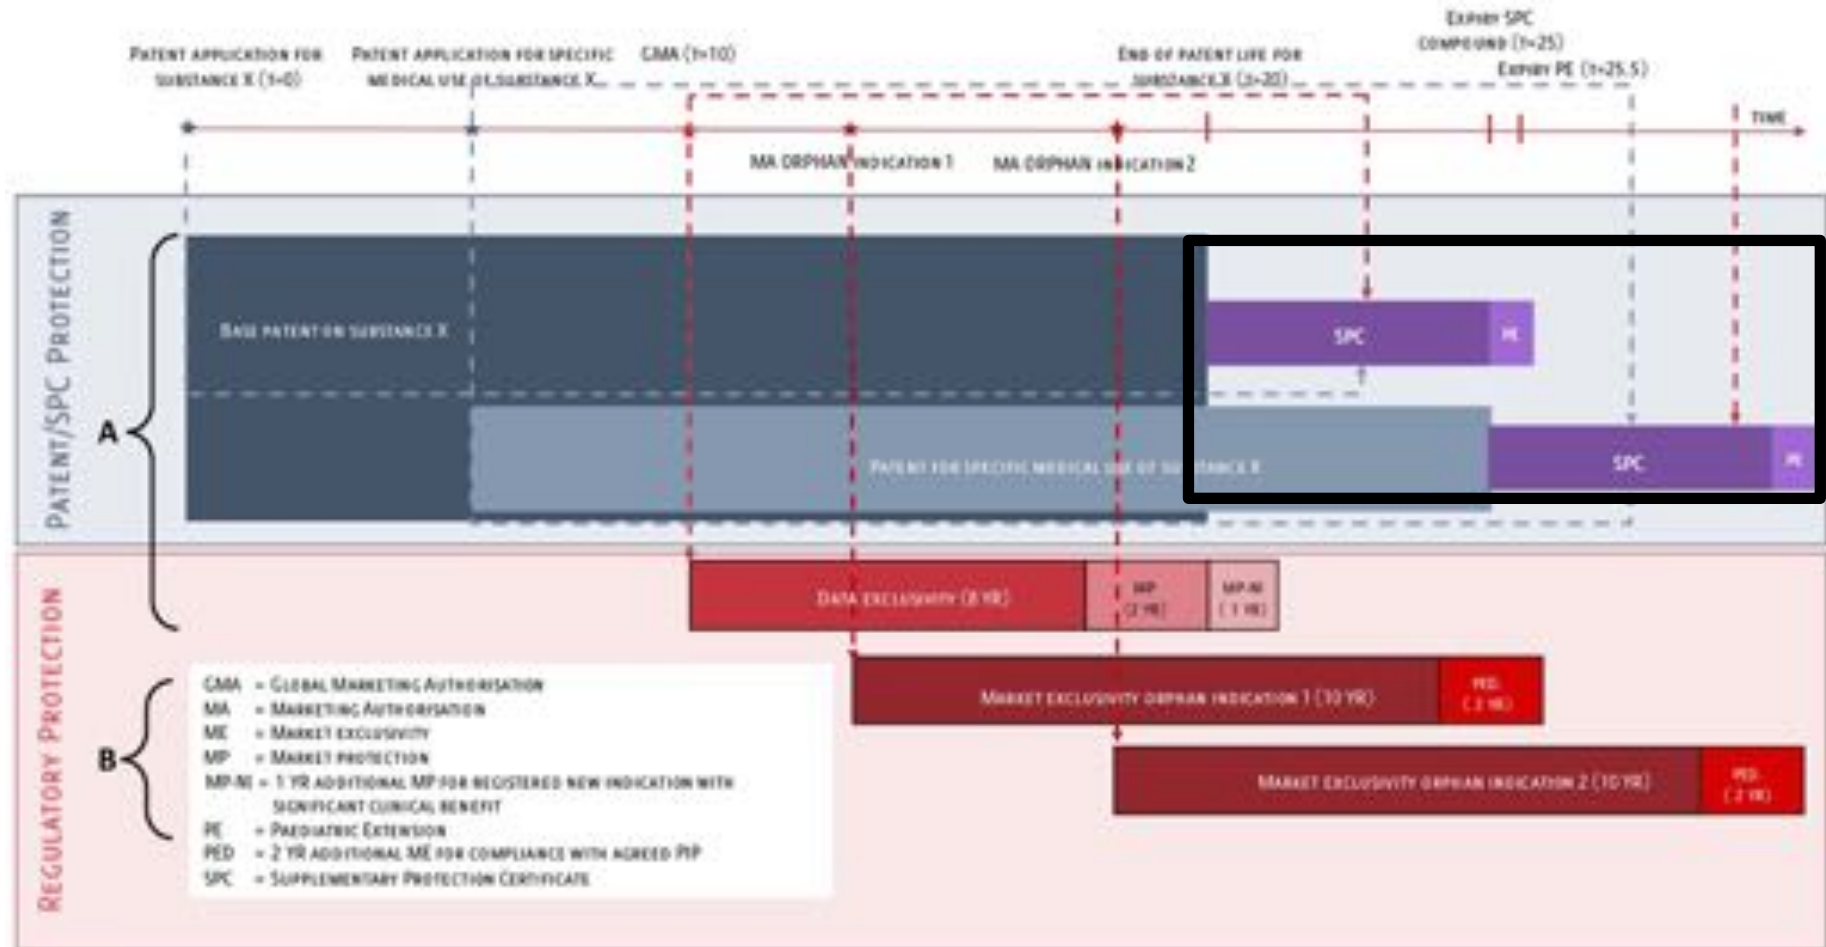 PATENT APPLICATION FOR
SUBSTANCE X (T=0)
PATENT APPLICATION FOR SPECIFIC
MEDICAL USE OF SUBSTANCE X
GMA (T=10)
END OF PATENT LIFE FOR
SUBSTANCE X (T=20)
EXPIRY SPC
COMPOUND (T=25)
EXPIRY PE (T=25.5)
TIME
MA ORPHAN INDICATION 1
MA ORPHAN INDICATION 2
PATENT/SPC PROTECTION
A
BASE PATENT ON SUBSTANCE X
SPC
PE
PATENT FOR SPECIFIC MEDICAL USE OF SUBSTANCE X
SPC
PE
REGULATORY PROTECTION
DATA EXCLUSIVITY (8 YR)
MP
(2 YR)
MP-NI
(1 YR)
MARKET EXCLUSIVITY ORPHAN INDICATION 1 (10 YR)
PED
(2 YR)
MARKET EXCLUSIVITY ORPHAN INDICATION 2 (10 YR)
PED
(2 YR)
B
GMA = GLOBAL MARKETING AUTHORISATION
MA = MARKETING AUTHORISATION
ME = MARKET EXCLUSIVITY
MP = MARKET PROTECTION
MP-NI = 1 YR ADDITIONAL MP FOR REGISTERED NEW INDICATION WITH
SIGNIFICANT CLINICAL BENEFIT
PE = PAEDIATRIC EXTENSION
PED = 2 YR ADDITIONAL ME FOR COMPLIANCE WITH AGREED PIP
SPC = SUPPLEMENTARY PROTECTION CERTIFICATE